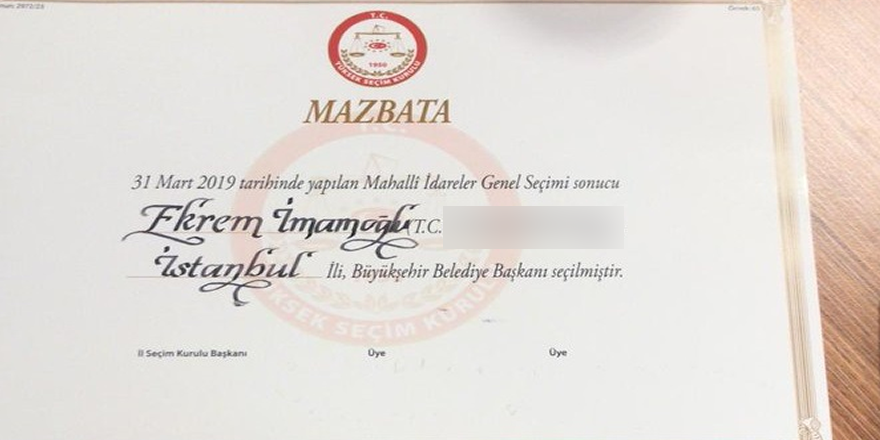 T.C.
1950
YÜKSEK SEÇİM KURULU
MAZBATA
31 Mart 2019 tarihinde yapılan Mahallî İdareler Genel Seçimi sonucu
Ekrem İmamoğlu (T.C.
İstanbul İli, Büyükşehir Belediye Başkanı seçilmiştir.
İl Seçim Kurulu Başkanı Üye Üye